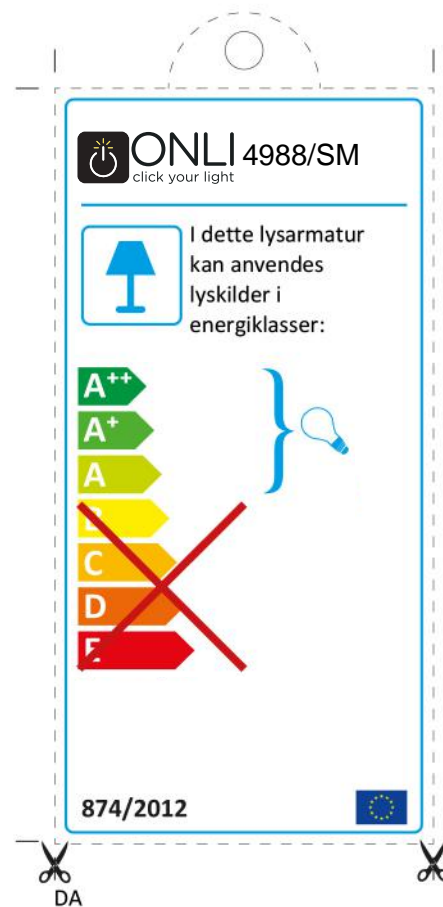 ONLI 4988/SM
click your light
I dette lysarmatur
kan anvendes
lyskilder i
energiklasser:
A++
A+
A
B
C
D
E
874/2012
DA